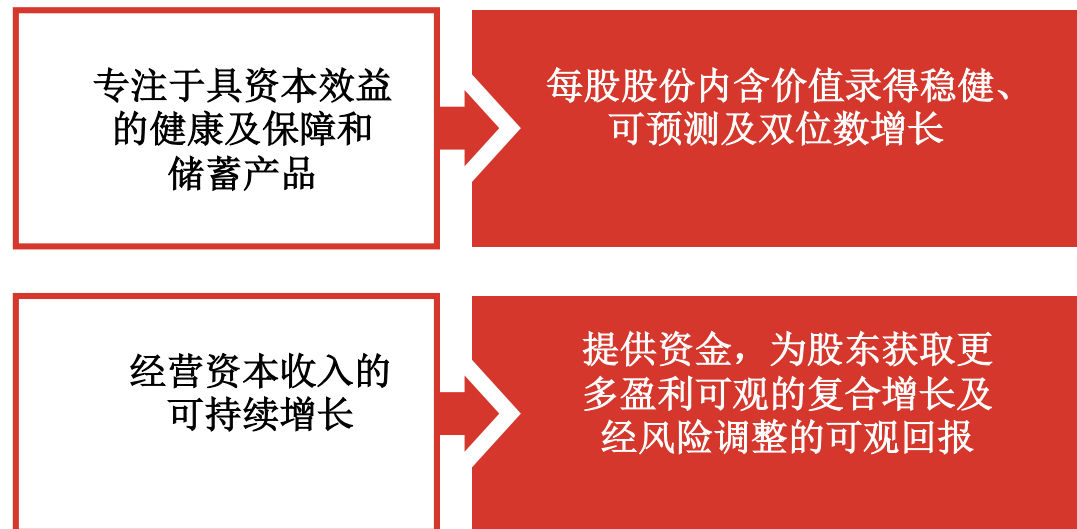 专注于具资本效益
的健康及保障和
储蓄产品
每股股份内含价值录得稳健、
可预测及双位数增长
经营资本收入的
可持续增长
提供资金，为股东获取更
多盈利可观的复合增长及
经风险调整的可观回报